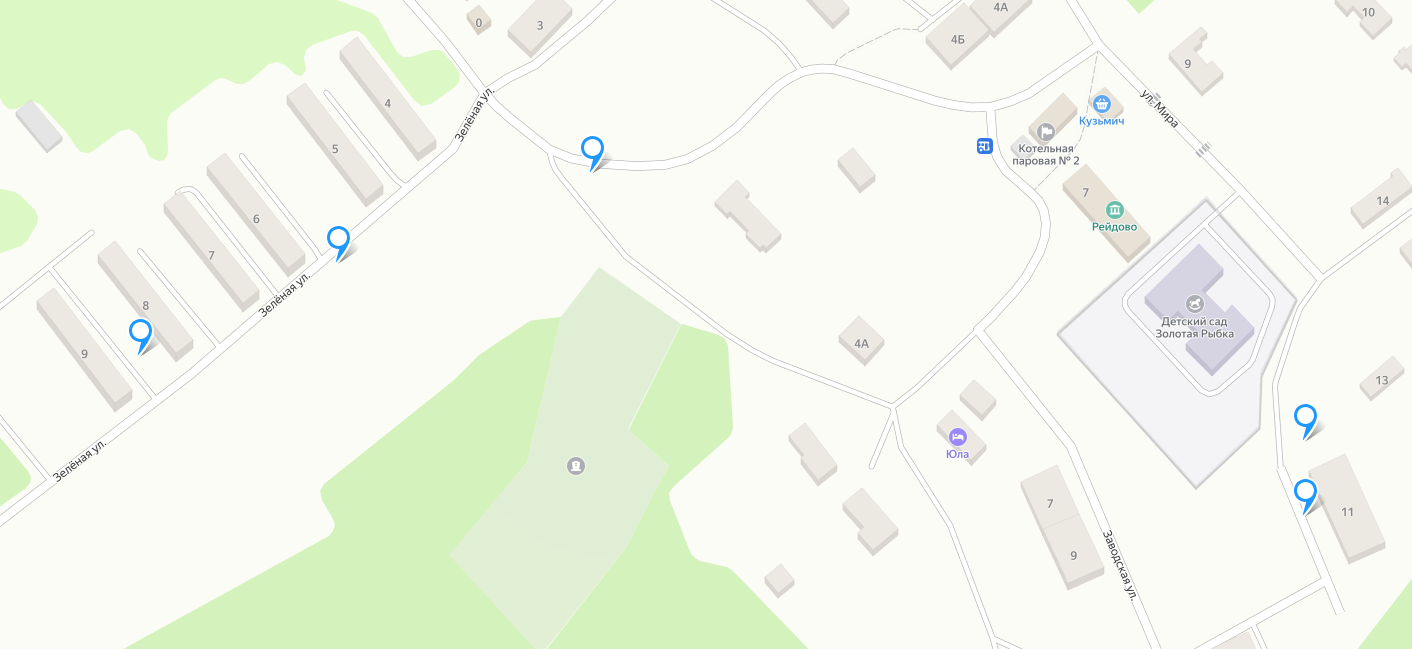 4А
10
0
3
4Б
9
4
Зелёная ул.
ул. Мира
Кузьмич
5
Котельная
паровая № 2
7
Рейдово
14
6
7
Зелёная ул.
8
9
Детский сад
Золотая Рыбка
4А
13
Юла
Зелёная ул.
7
11
9
Заводская ул.